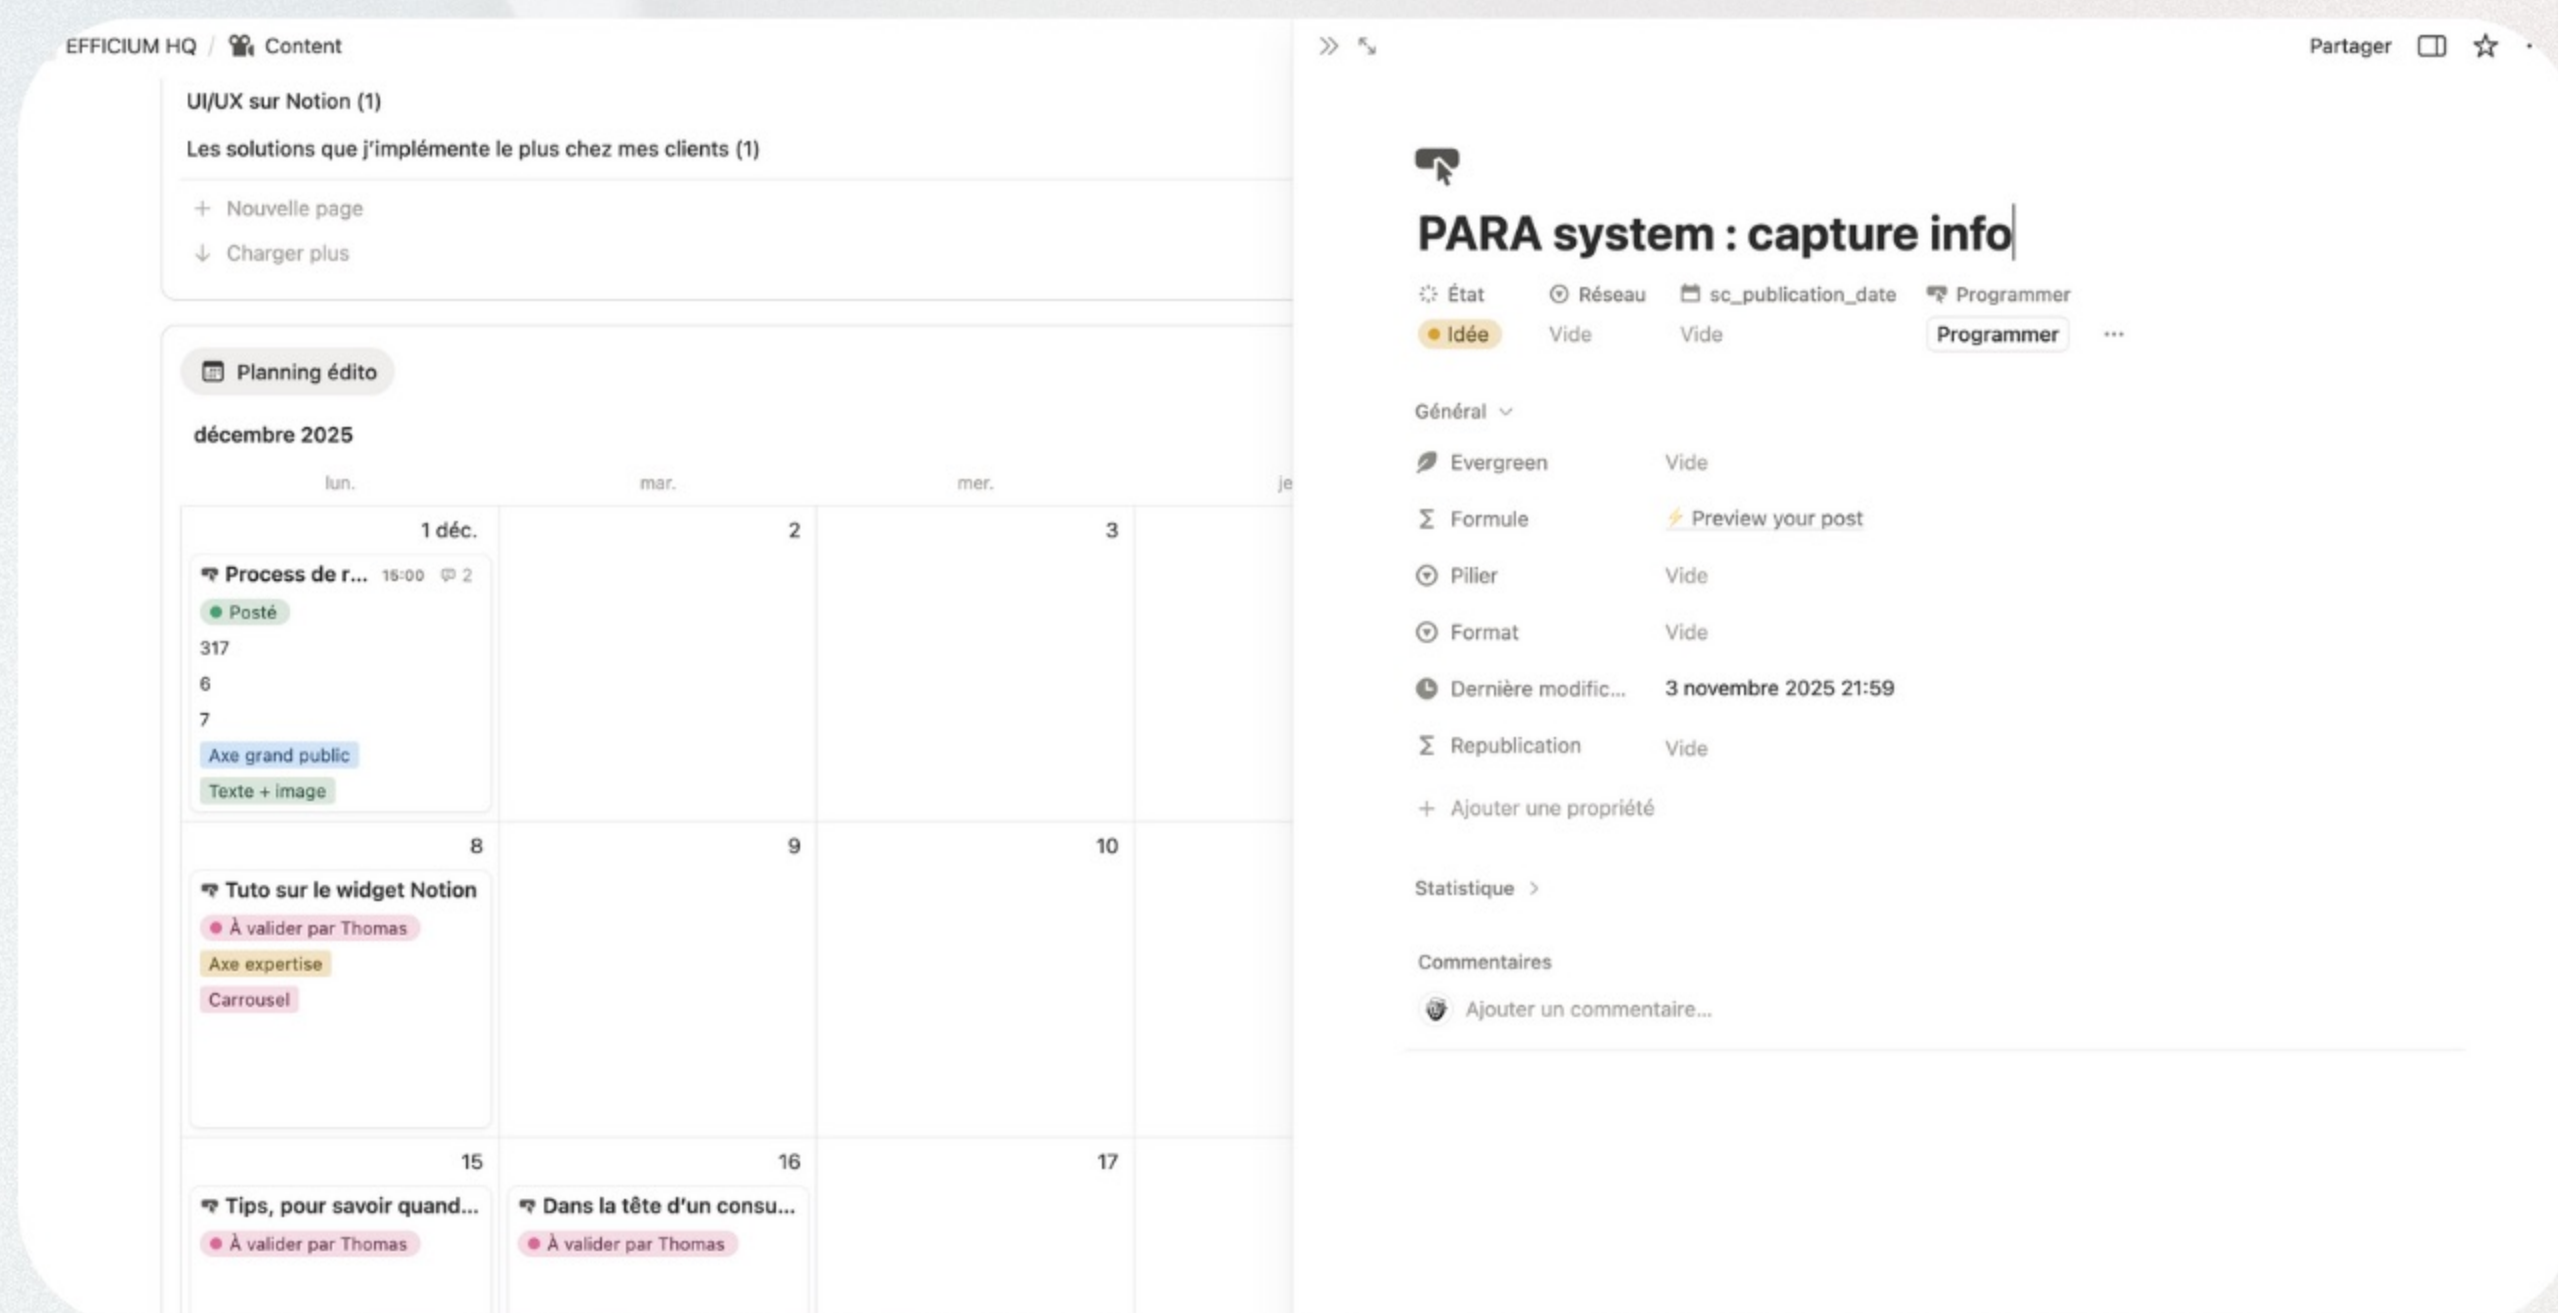 EFFICIUM HQ / Content
UI/UX sur Notion (1)
Les solutions que j'implémente le plus chez mes clients (1)
+ Nouvelle page
↓ Charger plus
Planning édito
décembre 2025
lun. mar. mer. je
1 déc. 2 3
Process de r... 15:00 2
Posté
317
6
7
Axe grand public
Texte + image
8 9 10
Tuto sur le widget Notion
À valider par Thomas
Axe expertise
Carrousel
15 16 17
Tips, pour savoir quand... Dans la tête d'un consu...
À valider par Thomas À valider par Thomas
Partager
PARA system : capture info
État Réseau sc_publication_date Programmer
Idée Vide Vide Programmer ...
Général
Evergreen Vide
Σ Formule ⚡ Preview your post
Pilier Vide
Format Vide
Dernière modific... 3 novembre 2025 21:59
Σ Republication Vide
+ Ajouter une propriété
Statistique
Commentaires
Ajouter un commentaire...